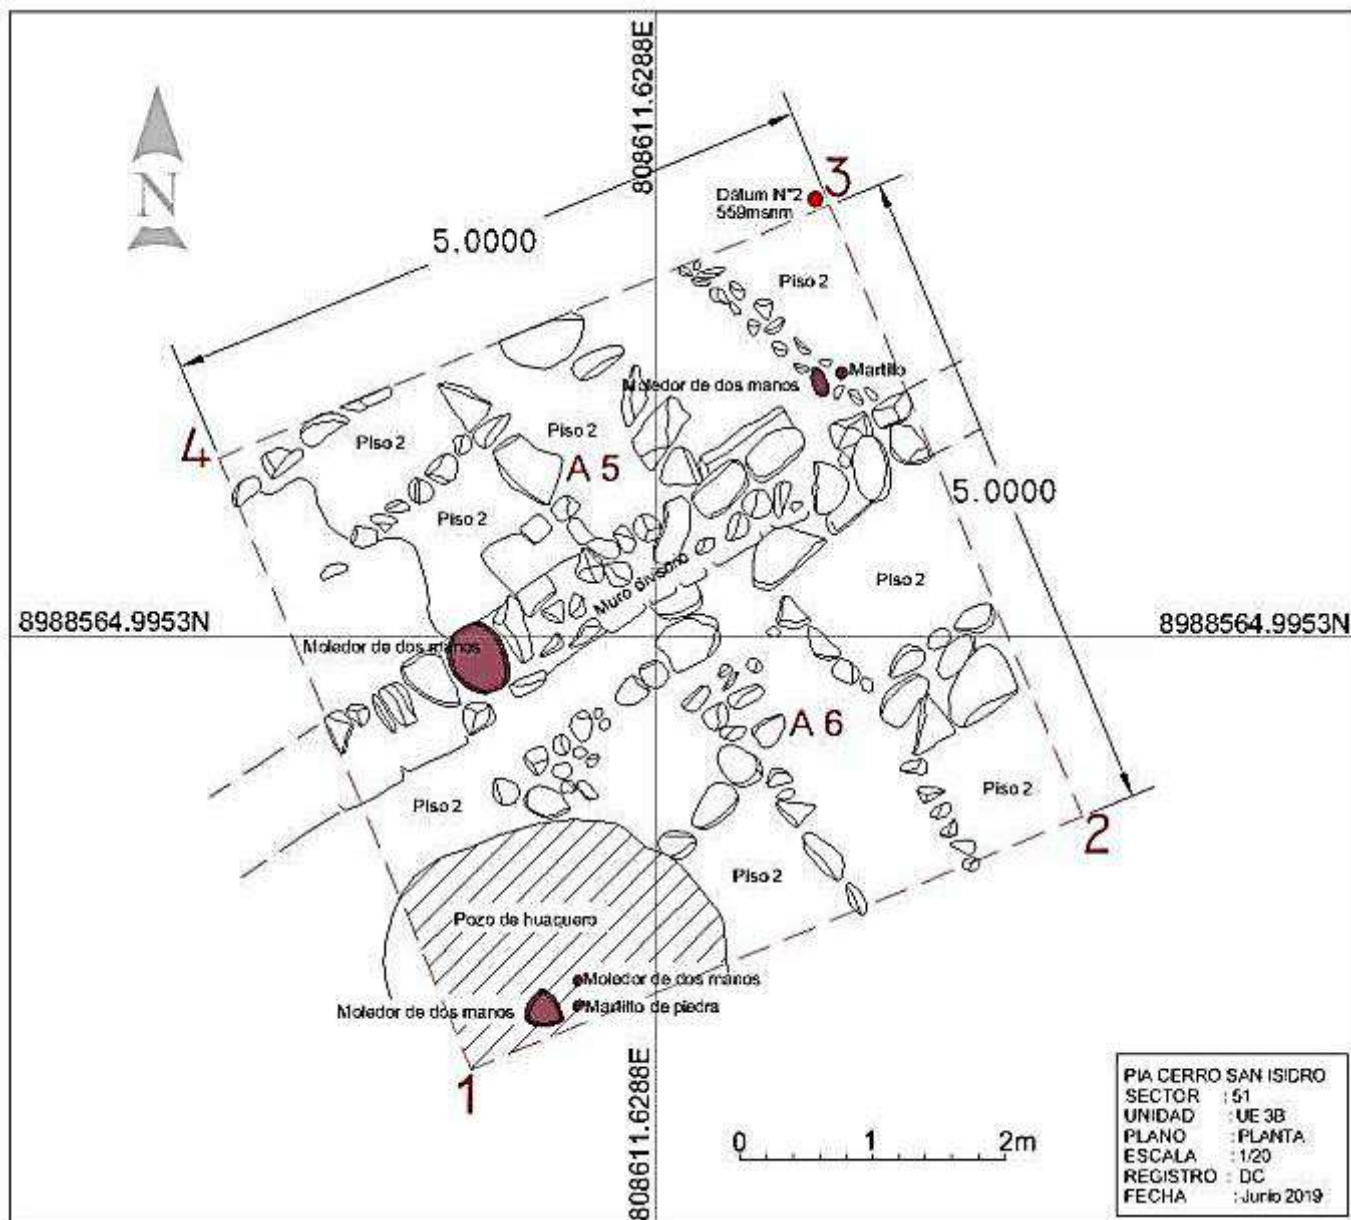 808611.6288E
N
3
Dátum N°2
559msnm
5.0000
Piso 2
Martillo
Moledor de dos manos
4
Piso 2
Piso 2
A 5
5.0000
Piso 2
Muro divisorio
Piso 2
8988564.9953N
8988564.9953N
Moledor de dos manos
A 6
Piso 2
Piso 2
2
Piso 2
Pozo de huaquero
Moledor de dos manos
Moledor de dos manos
Martillo de piedra
1
808611.6288E
0 1 2m
PIA CERRO SAN ISIDRO
SECTOR : 51
UNIDAD : UE 3B
PLANO : PLANTA
ESCALA : 1/20
REGISTRO : DC
FECHA : Junio 2019